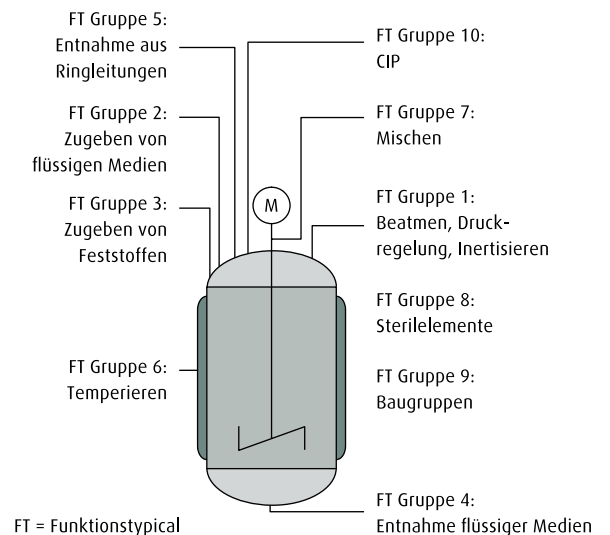 FT Gruppe 5:
Entnahme aus
Ringleitungen
FT Gruppe 2:
Zugeben von
flüssigen Medien
FT Gruppe 3:
Zugeben von
Feststoffen
FT Gruppe 6:
Temperieren
M
FT Gruppe 10:
CIP
FT Gruppe 7:
Mischen
FT Gruppe 1:
Beatmen, Druck-
regelung, Inertisieren
FT Gruppe 8:
Sterilelemente
FT Gruppe 9:
Baugruppen
FT Gruppe 4:
Entnahme flüssiger Medien
FT = Funktionstypical